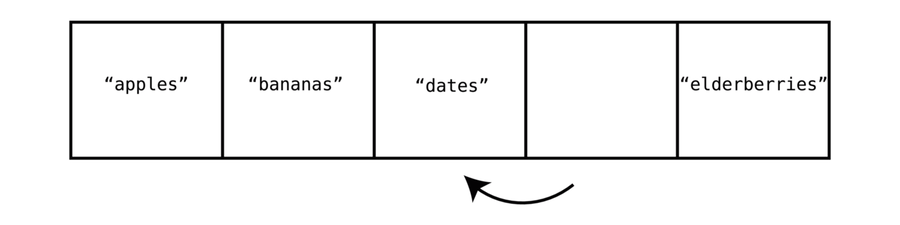 “apples” “bananas” “dates” “elderberries”